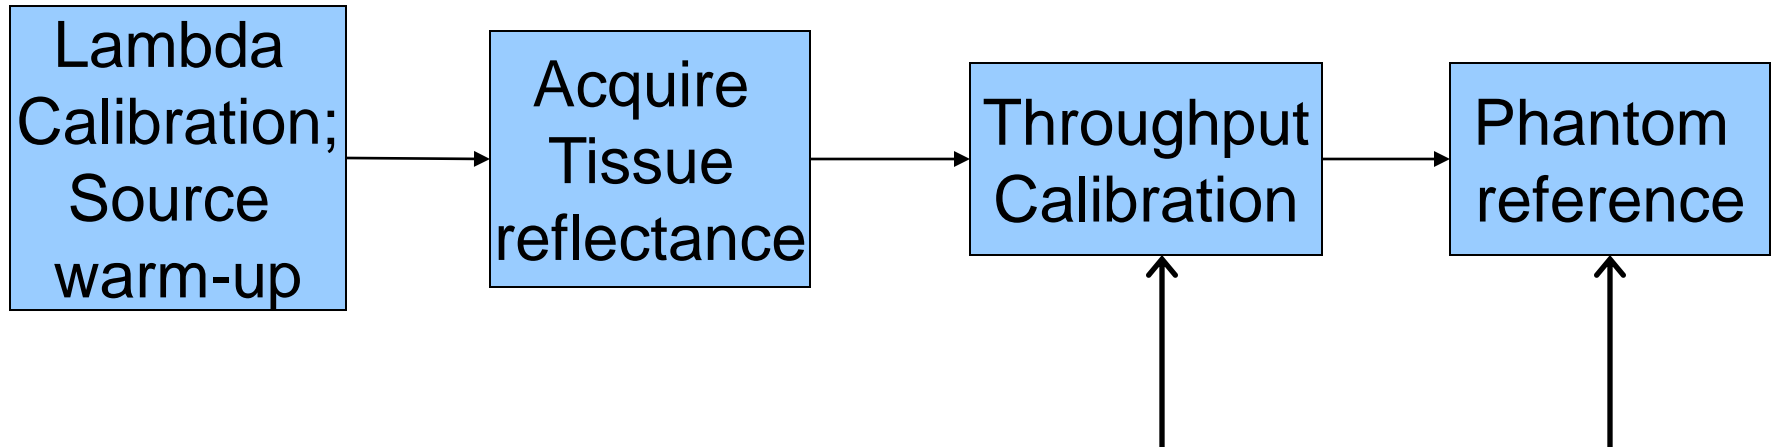 Lambda
Calibration;
Source
warm-up
Acquire
Tissue
reflectance
Throughput
Calibration
Phantom
reference